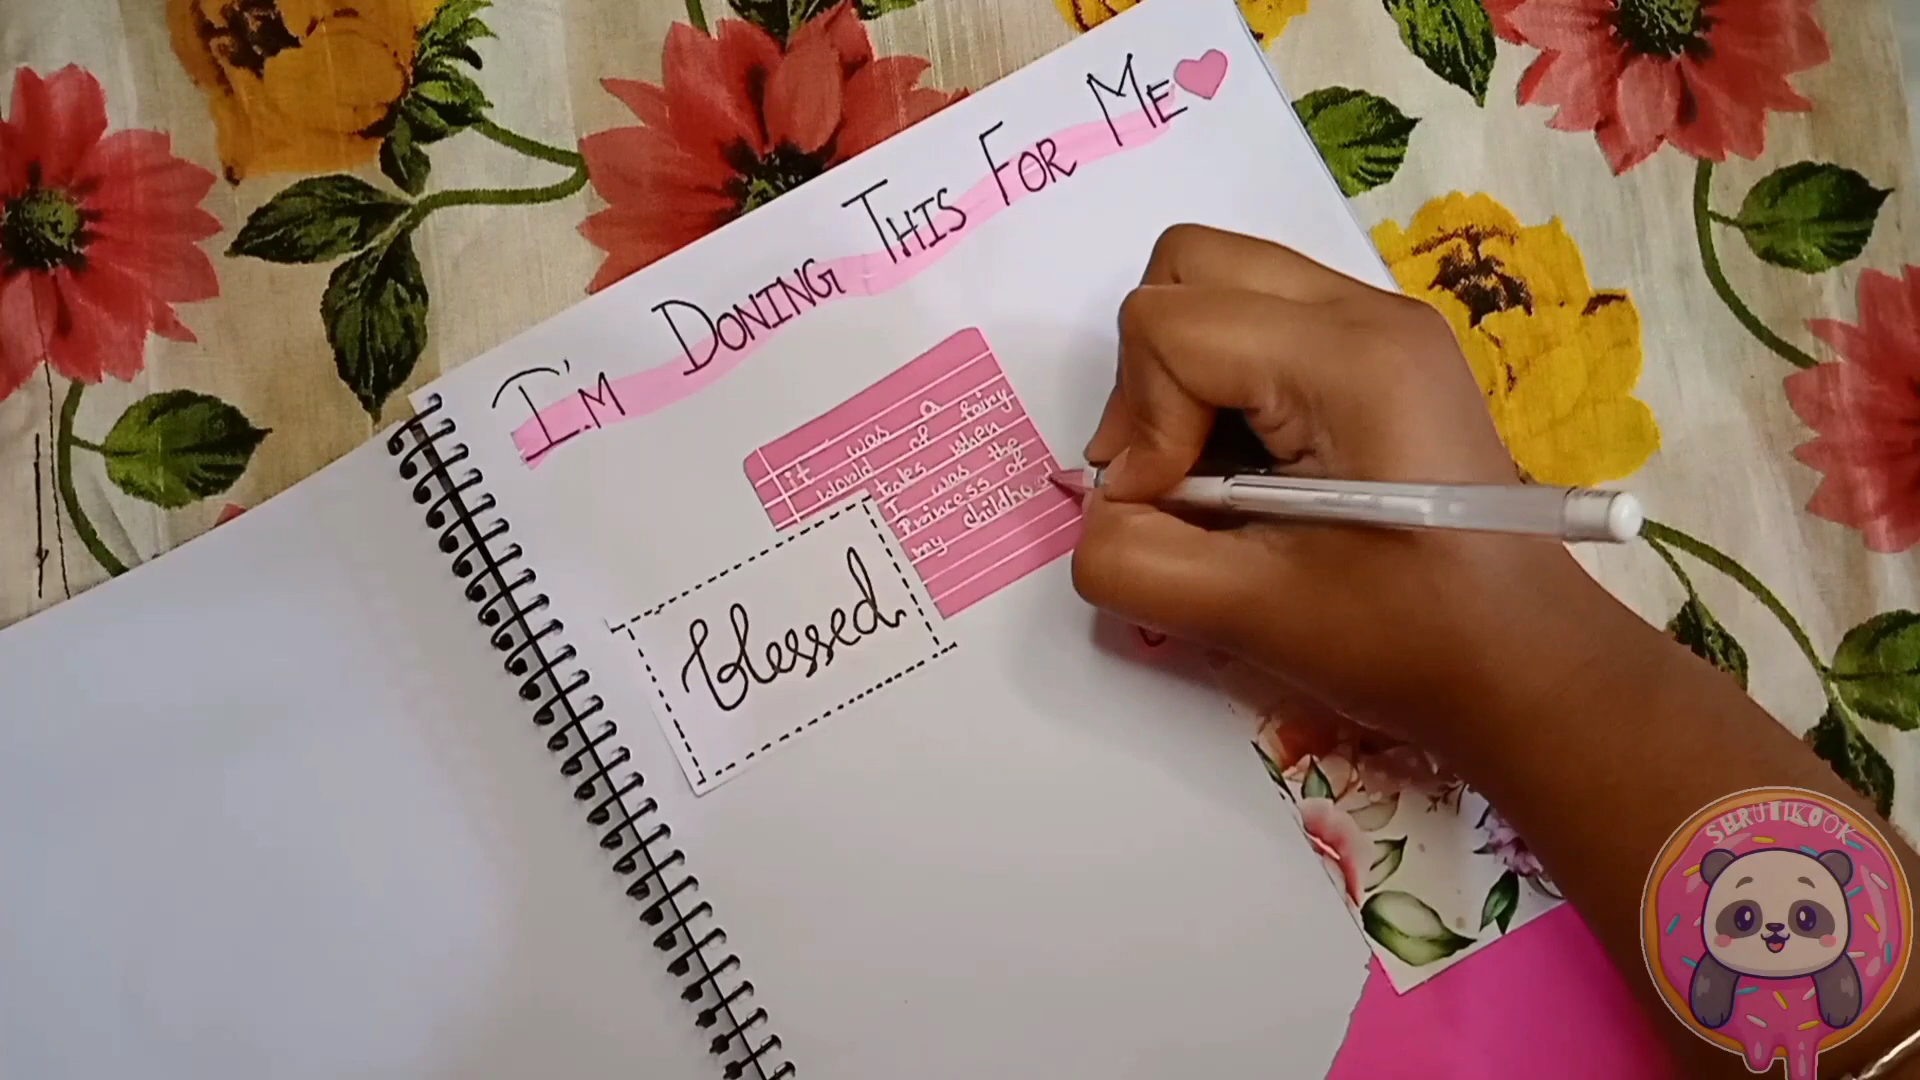 I'M DONING THIS FOR ME
it was a
world of fairy
tales when
I was the
Princess of
my childhood
Blessed
SHRUTIKOOK